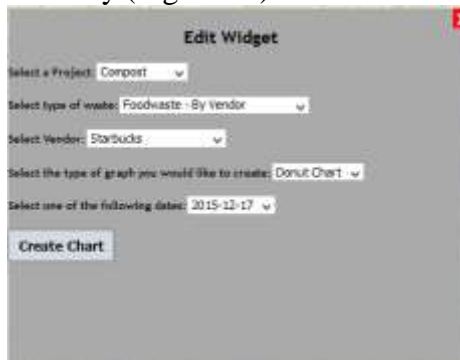 Edit Widget
Select a Project: Compost
Select type of waste: Foodwaste - By Vendor
Select Vendor: Starbucks
Select the type of graph you would like to create: Donut Chart
Select one of the following dates: 2015-12-17
Create Chart